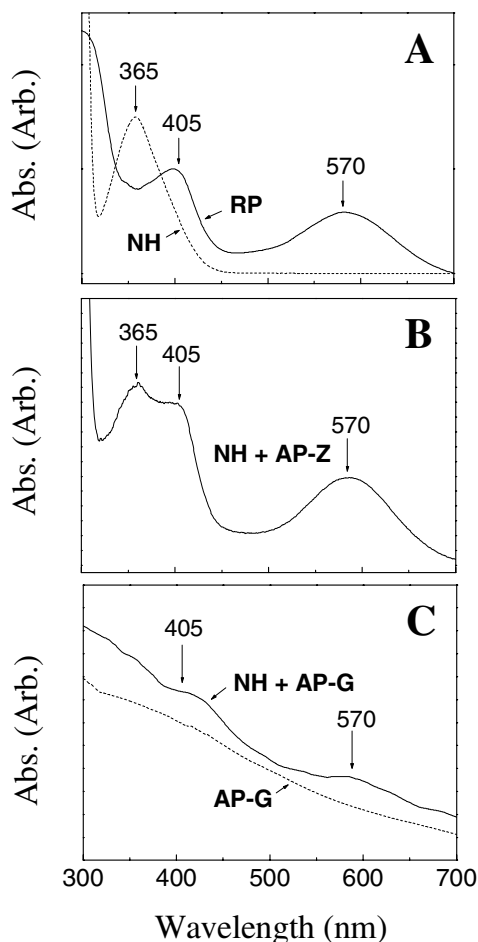 A
365
405
570
RP
NH
Abs. (Arb.)
B
365
405
570
NH + AP-Z
Abs. (Arb.)
C
405
NH + AP-G
570
AP-G
Abs. (Arb.)
300 400 500 600 700
Wavelength (nm)